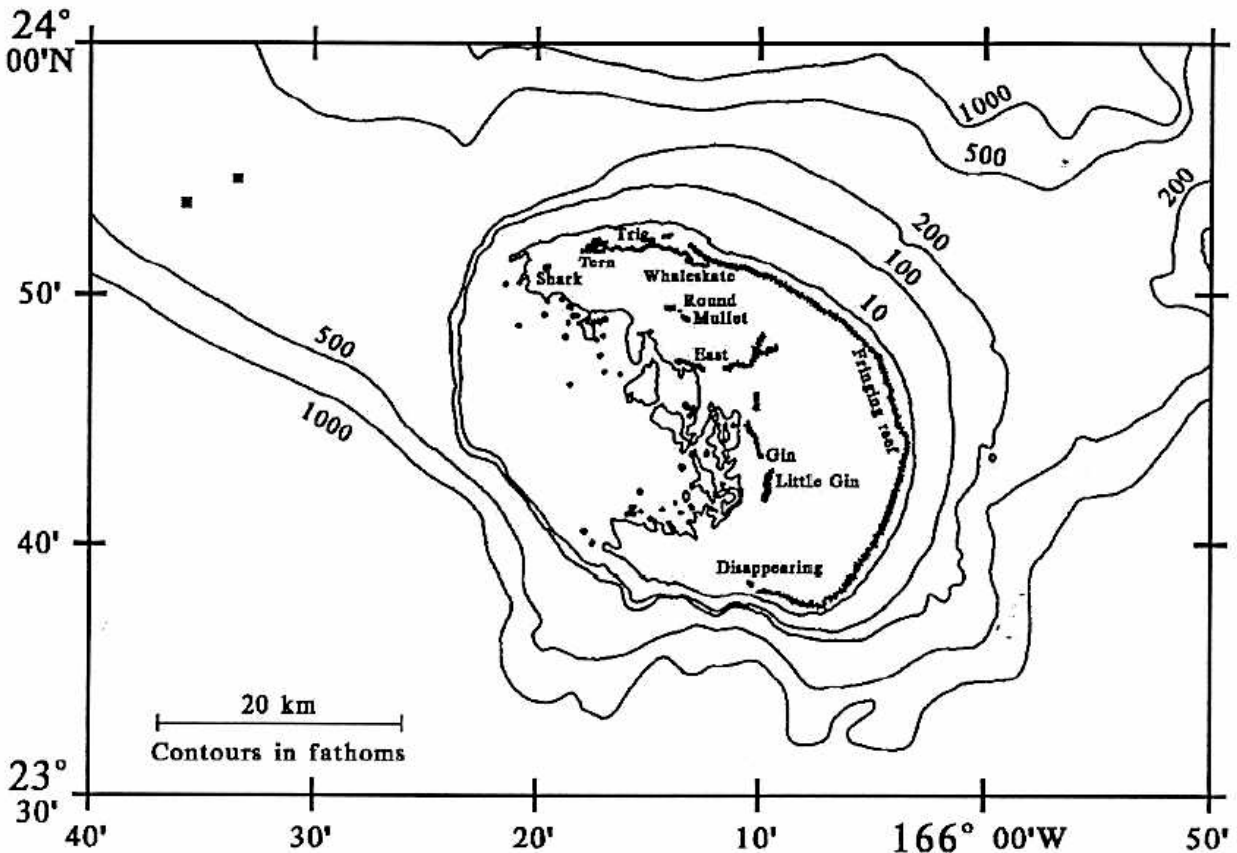 24°
00'N
1000
500
200
200
100
Trig
Tern
Shark
Whaleskate
50'
10
Round
Mullet
500
East
Fringing reef
1000
Gin
Little Gin
40'
Disappearing
20 km
Contours in fathoms
23°
30'
40' 30' 20' 10' 166° 00'W 50'